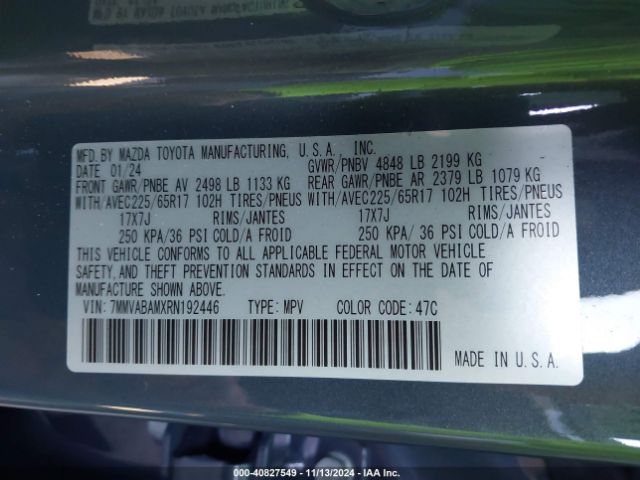 MFD.BY MAZDA TOYOTA MANUFACTURING, U.S.A., INC.
DATE 01/24 GVWR/PNBV 4848 LB 2199 KG
FRONT GAWR/PNBE AV 2498 LB 1133 KG REAR GAWR/PNBE AR 2379 LB 1079 KG
WITH/AVEC225/65R17 102H TIRES/PNEUS WITH/AVEC225/65R17 102H TIRES/PNEUS
17X7J RIMS/JANTES 17X7J RIMS/JANTES
250 KPA/36 PSI COLD/A FROID 250 KPA/36 PSI COLD/A FROID
THIS VEHICLE CONFORMS TO ALL APPLICABLE FEDERAL MOTOR VEHICLE
SAFETY,AND THEFT PREVENTION STANDARDS IN EFFECT ON THE DATE OF
MANUFACTURE SHOWN ABOVE.
VIN:7MMVABAMXRN192446 TYPE:MPV COLOR CODE:47C
MADE IN U.S.A.
000-40827549 — 11/13/2024 — IAA Inc.